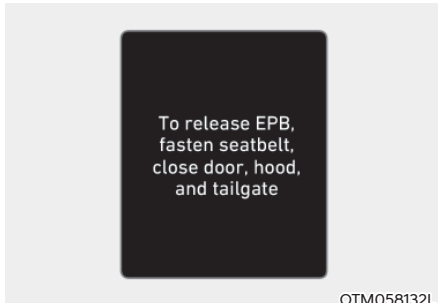 To release EPB,
fasten seatbelt,
close door, hood,
and tailgate
OTM058132L